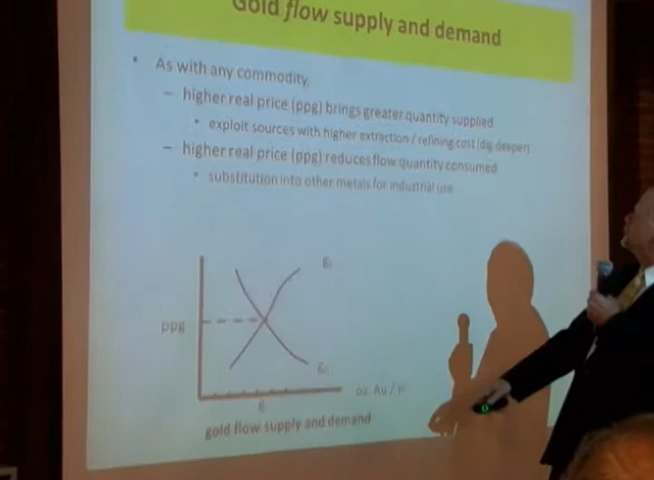 Gold flow supply and demand
• As with any commodity,
– higher real price (ppg) brings greater quantity supplied
• exploit sources with higher extraction / refining cost (dig deeper)
– higher real price (ppg) reduces flow quantity consumed
• substitution into other metals for industrial use
ppg
oz. Au /
gold flow supply and demand